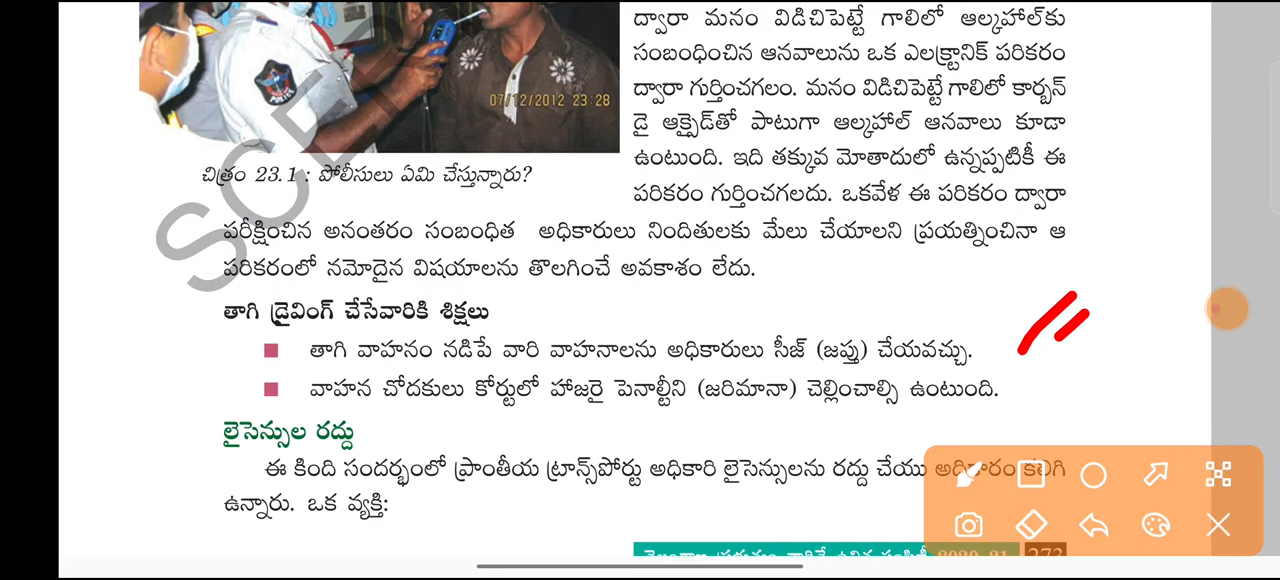 ద్వారా మనం విడిచిపెట్టే గాలిలో ఆల్కహాల్‌కు
సంబంధించిన ఆనవాలును ఒక ఎలక్ట్రానిక్ పరికరం
ద్వారా గుర్తించగలం. మనం విడిచిపెట్టే గాలిలో కార్బన్
డై ఆక్సైడ్‌తో పాటుగా ఆల్కహాల్ ఆనవాలు కూడా
ఉంటుంది. ఇది తక్కువ మోతాదులో ఉన్నప్పటికీ ఈ
పరికరం గుర్తించగలదు. ఒకవేళ ఈ పరికరం ద్వారా
POLICE
07/12/2012 23:28
చిత్రం 23.1 : పోలీసులు ఏమి చేస్తున్నారు?
పరీక్షించిన అనంతరం సంబంధిత అధికారులు నిందితులకు మేలు చేయాలని ప్రయత్నించినా ఆ
పరికరంలో నమోదైన విషయాలను తొలగించే అవకాశం లేదు.
తాగి డ్రైవింగ్ చేసేవారికి శిక్షలు
తాగి వాహనం నడిపే వారి వాహనాలను అధికారులు సీజ్ (జప్తు) చేయవచ్చు.
వాహన చోదకులు కోర్టులో హాజరై పెనాల్టీని (జరిమానా) చెల్లించాల్సి ఉంటుంది.
లైసెన్సుల రద్దు
ఈ కింది సందర్భంలో ప్రాంతీయ ట్రాన్స్‌పోర్టు అధికారి లైసెన్సులను రద్దు చేయు అధికారం కలిగి
ఉన్నారు. ఒక వ్యక్తి: